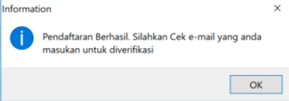 Information
Pendaftaran Berhasil. Silahkan Cek e-mail yang anda
masukan untuk diverifikasi
OK